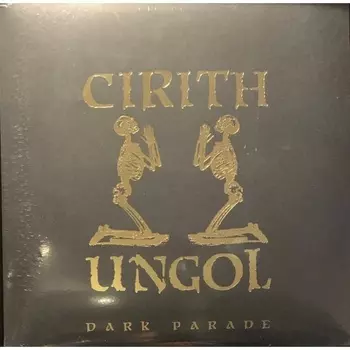 CIRITH
UNGOL
DARK PARADE